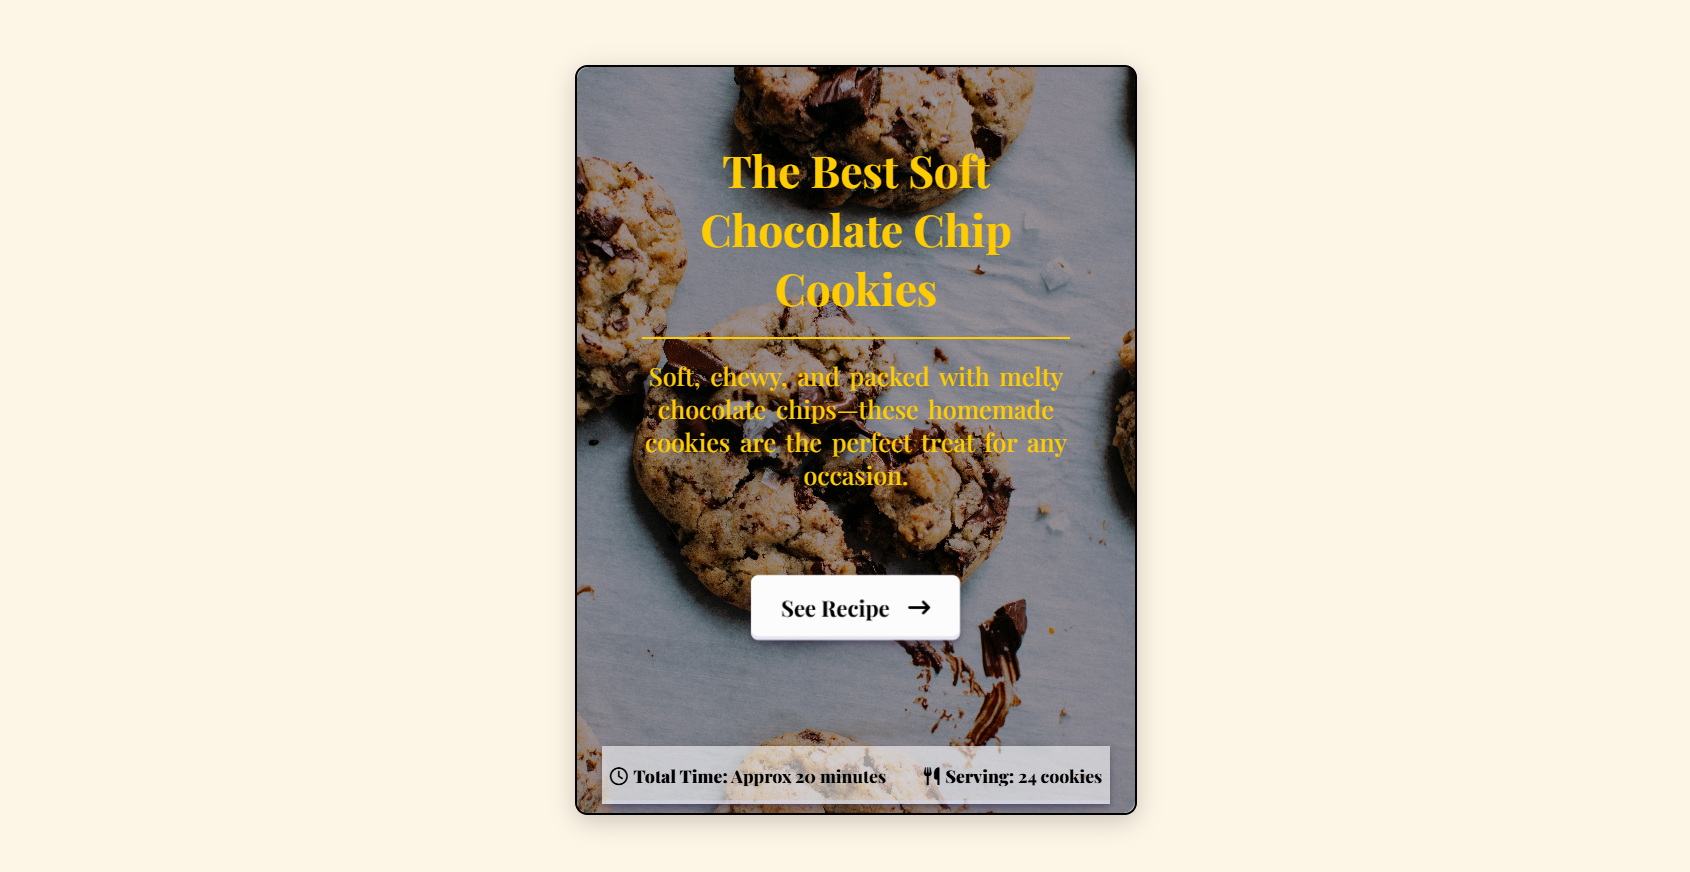 The Best Soft
Chocolate Chip
Cookies
Soft, chewy, and packed with melty
chocolate chips—these homemade
cookies are the perfect treat for any
occasion.
See Recipe
Total Time: Approx 20 minutes
Serving: 24 cookies